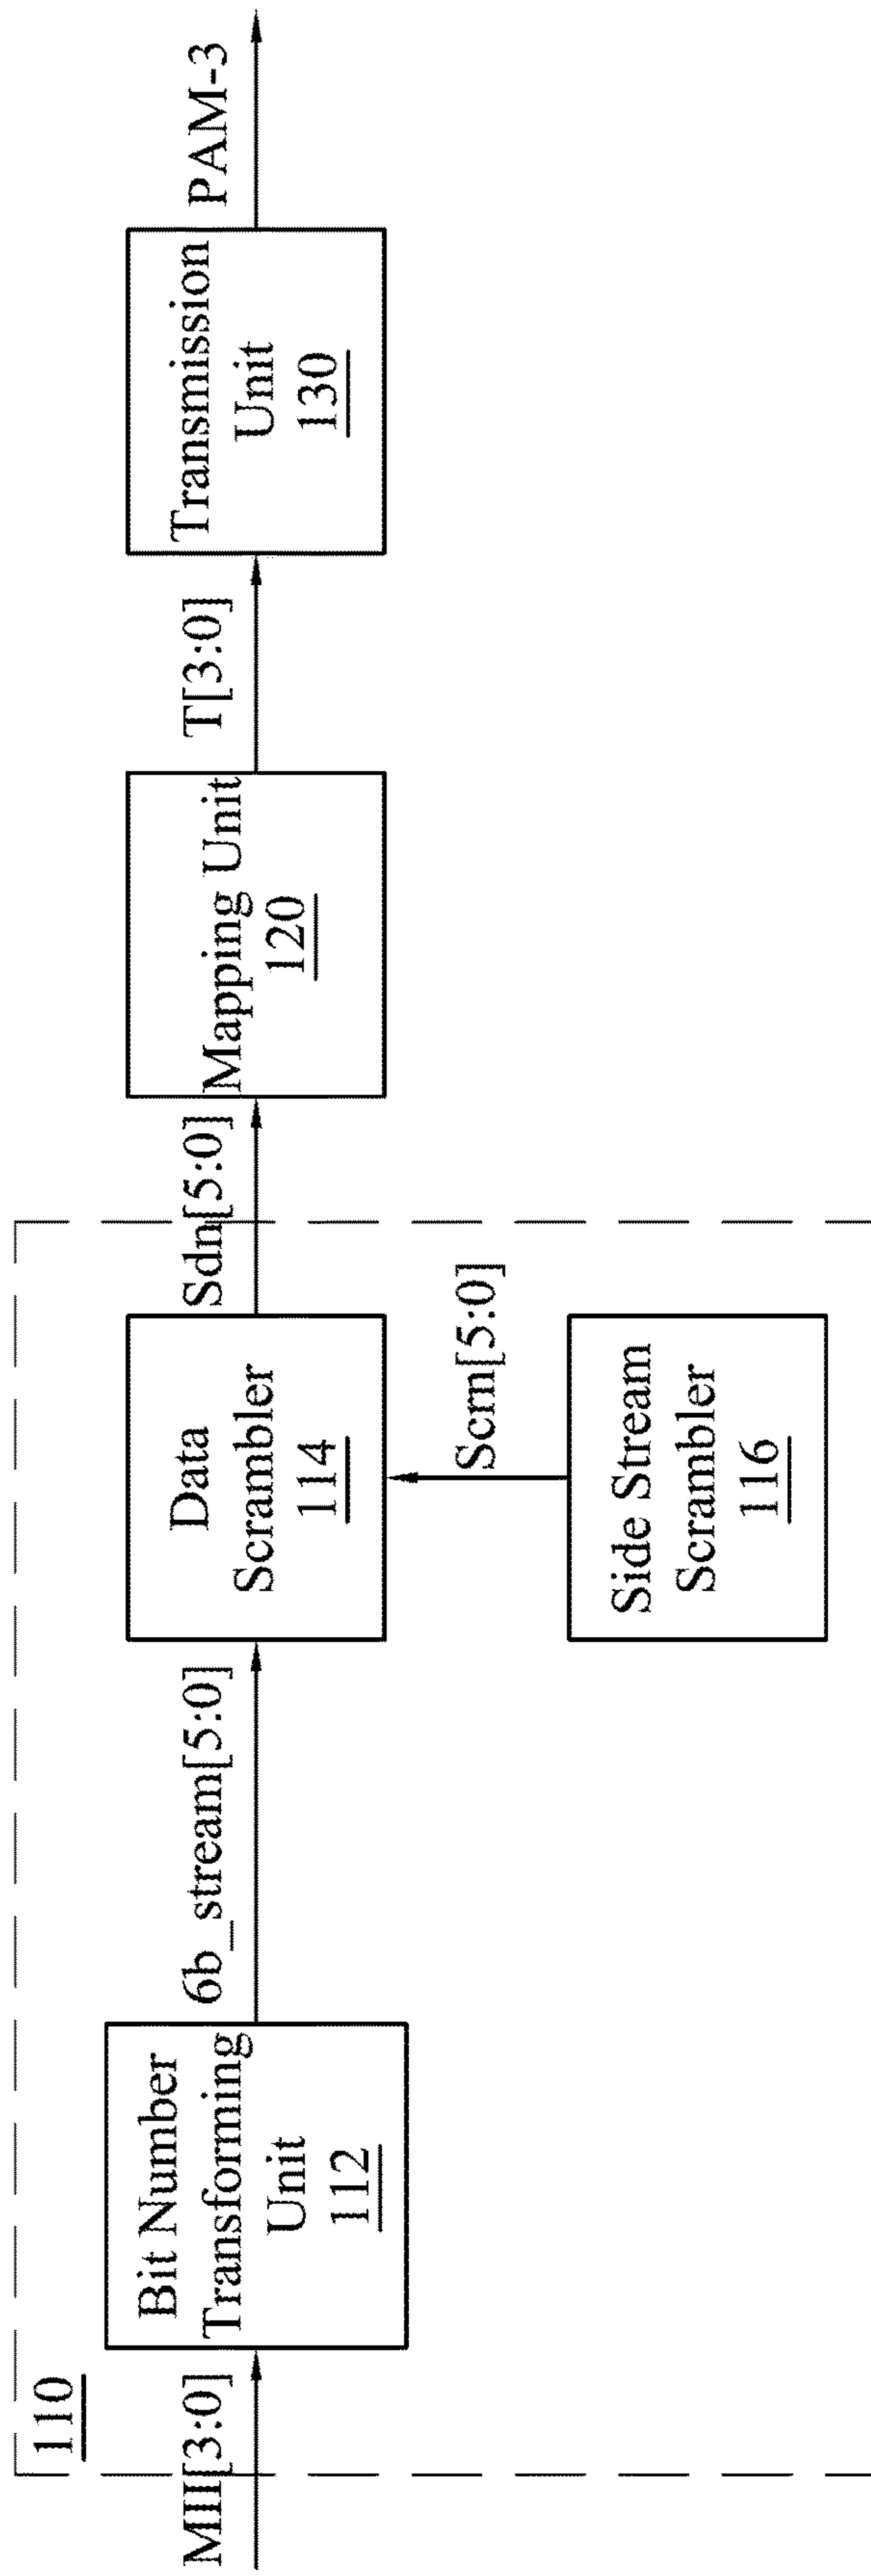 110
MII[3:0]
Bit Number
Transforming
Unit
112
6b_stream[5:0]
Data
Scrambler
114
Scrn[5:0]
Side Stream
Scrambler
116
Sdn[5:0]
Mapping Unit
120
T[3:0]
Transmission
Unit
130
PAM-3